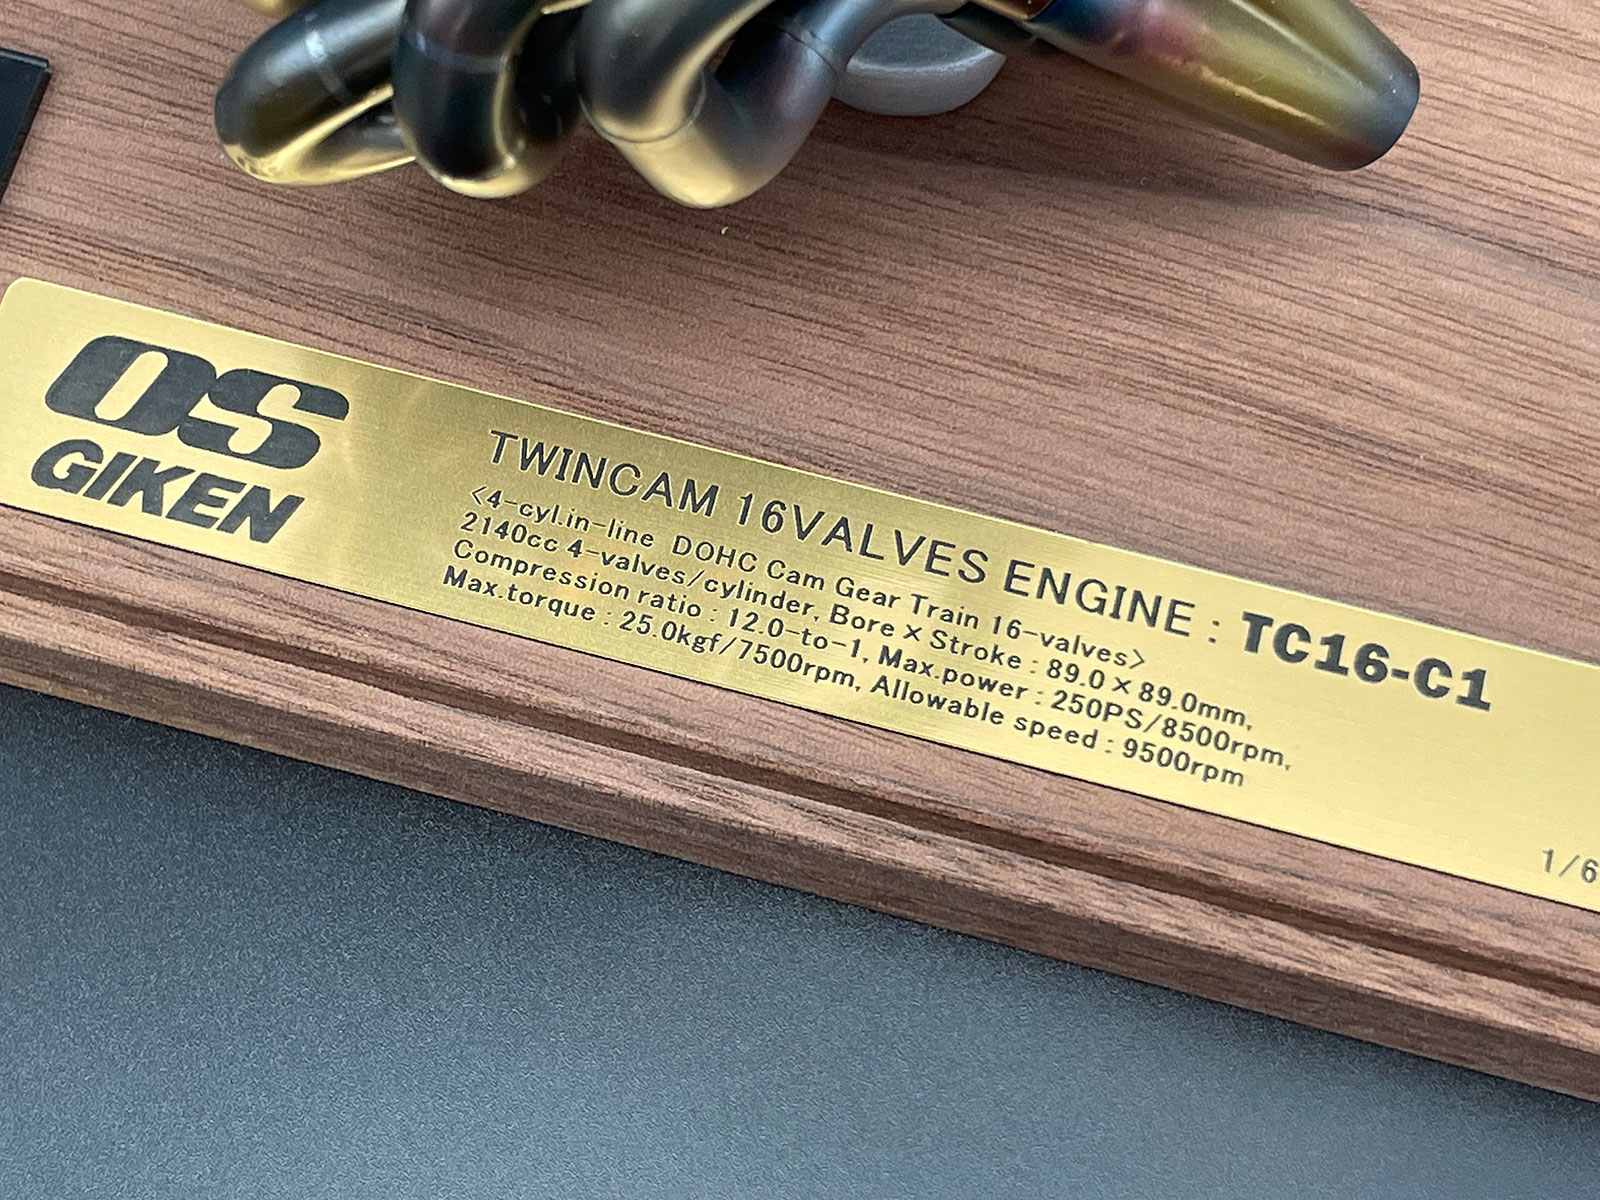 OS
GIKEN
TWINCAM 16VALVES ENGINE : TC16-C1
<4-cyl.in-line DOHC Cam Gear Train 16-valves>
2140cc 4-valves/cylinder, Bore × Stroke : 89.0 × 89.0mm,
Compression ratio : 12.0-to-1, Max.power : 250PS/8500rpm,
Max.torque : 25.0kgf/7500rpm, Allowable speed : 9500rpm
1/6